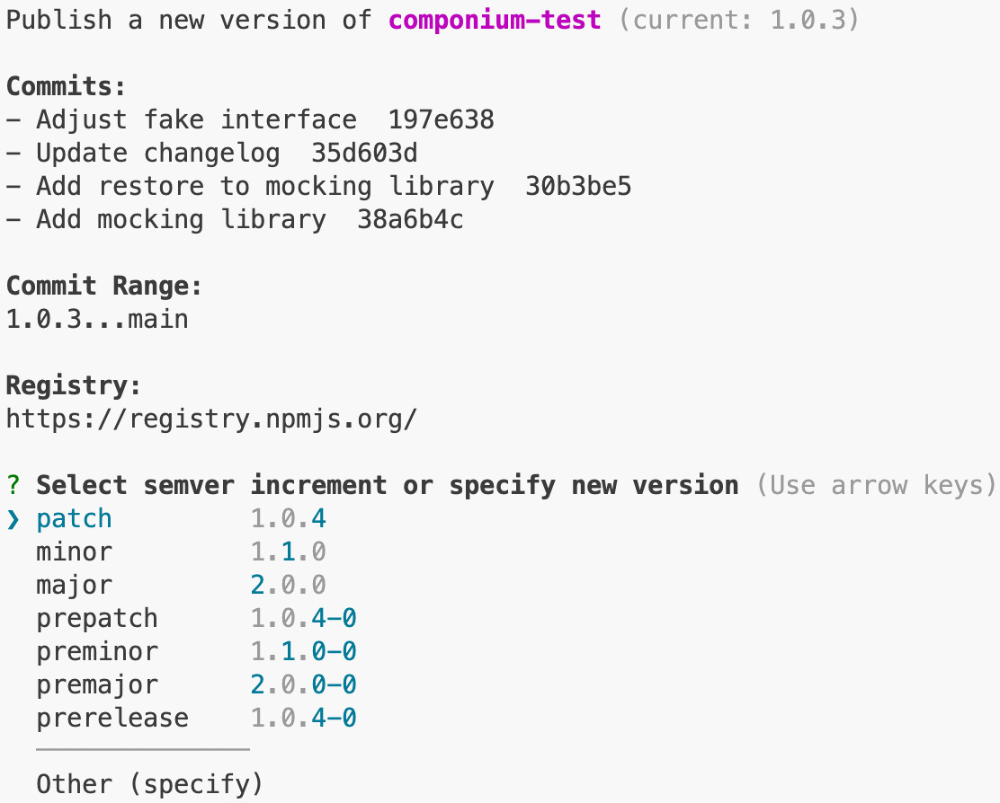 Publish a new version of componium-test (current: 1.0.3)
Commits:
- Adjust fake interface  197e638
- Update changelog  35d603d
- Add restore to mocking library  30b3be5
- Add mocking library  38a6b4c
Commit Range:
1.0.3...main
Registry:
https://registry.npmjs.org/
? Select semver increment or specify new version (Use arrow keys)
❯ patch         1.0.4
  minor         1.1.0
  major         2.0.0
  prepatch      1.0.4-0
  preminor      1.1.0-0
  premajor      2.0.0-0
  prerelease    1.0.4-0
  ──────────────
  Other (specify)